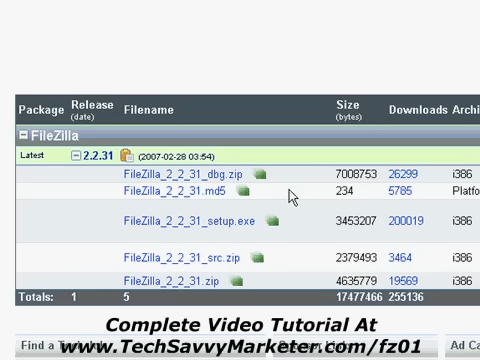 Package Release (date) Filename Size (bytes) Downloads Archi
FileZilla
Latest 2.2.31 (2007-02-28 03:54)
FileZilla_2_2_31_dbg.zip 7008753 26299 i386
FileZilla_2_2_31.md5 234 5785 Platfo
FileZilla_2_2_31_setup.exe 3453207 200019 i386
FileZilla_2_2_31_src.zip 2379493 3464 i386
FileZilla_2_2_31.zip 4635779 19569 i386
Totals: 1 5 17477466 255136
Complete Video Tutorial At
www.TechSavvyMarketer.com/fz01
Find a Ad Ca